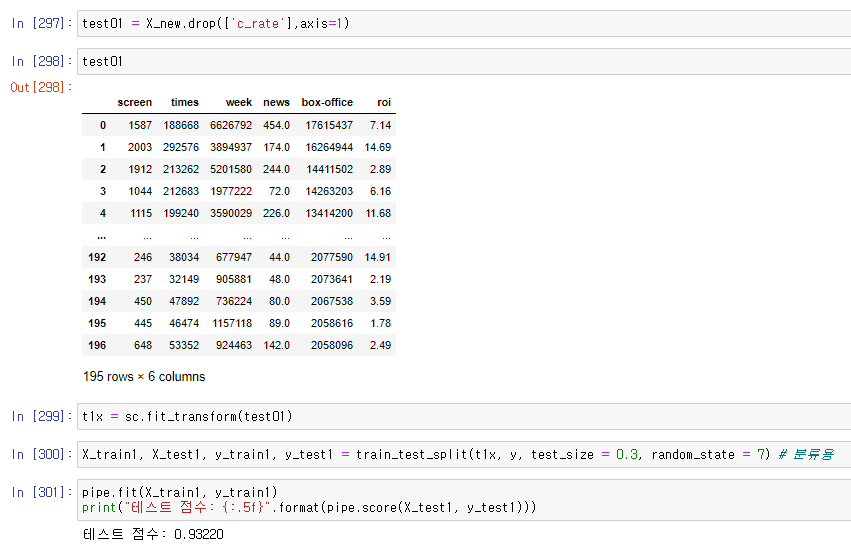 In [297]: test01 = X_new.drop(['c_rate'],axis=1)
In [298]: test01
Out[298]:
screen times week news box-office roi
0 1587 188668 6626792 454.0 17615437 7.14
1 2003 292576 3894937 174.0 16264944 14.69
2 1912 213262 5201580 244.0 14411502 2.89
3 1044 212683 1977222 72.0 14263203 6.16
4 1115 199240 3590029 226.0 13414200 11.68
... ... ... ... ... ... ...
192 246 38034 677947 44.0 2077590 14.91
193 237 32149 905881 48.0 2073641 2.19
194 450 47892 736224 80.0 2067538 3.59
195 445 46474 1157118 89.0 2058616 1.78
196 648 53352 924463 142.0 2058096 2.49
195 rows × 6 columns
In [299]: t1x = sc.fit_transform(test01)
In [300]: X_train1, X_test1, y_train1, y_test1 = train_test_split(t1x, y, test_size = 0.3, random_state = 7) # 분류용
In [301]: pipe.fit(X_train1, y_train1)
print("테스트 점수: {:.5f}".format(pipe.score(X_test1, y_test1)))
테스트 점수: 0.93220